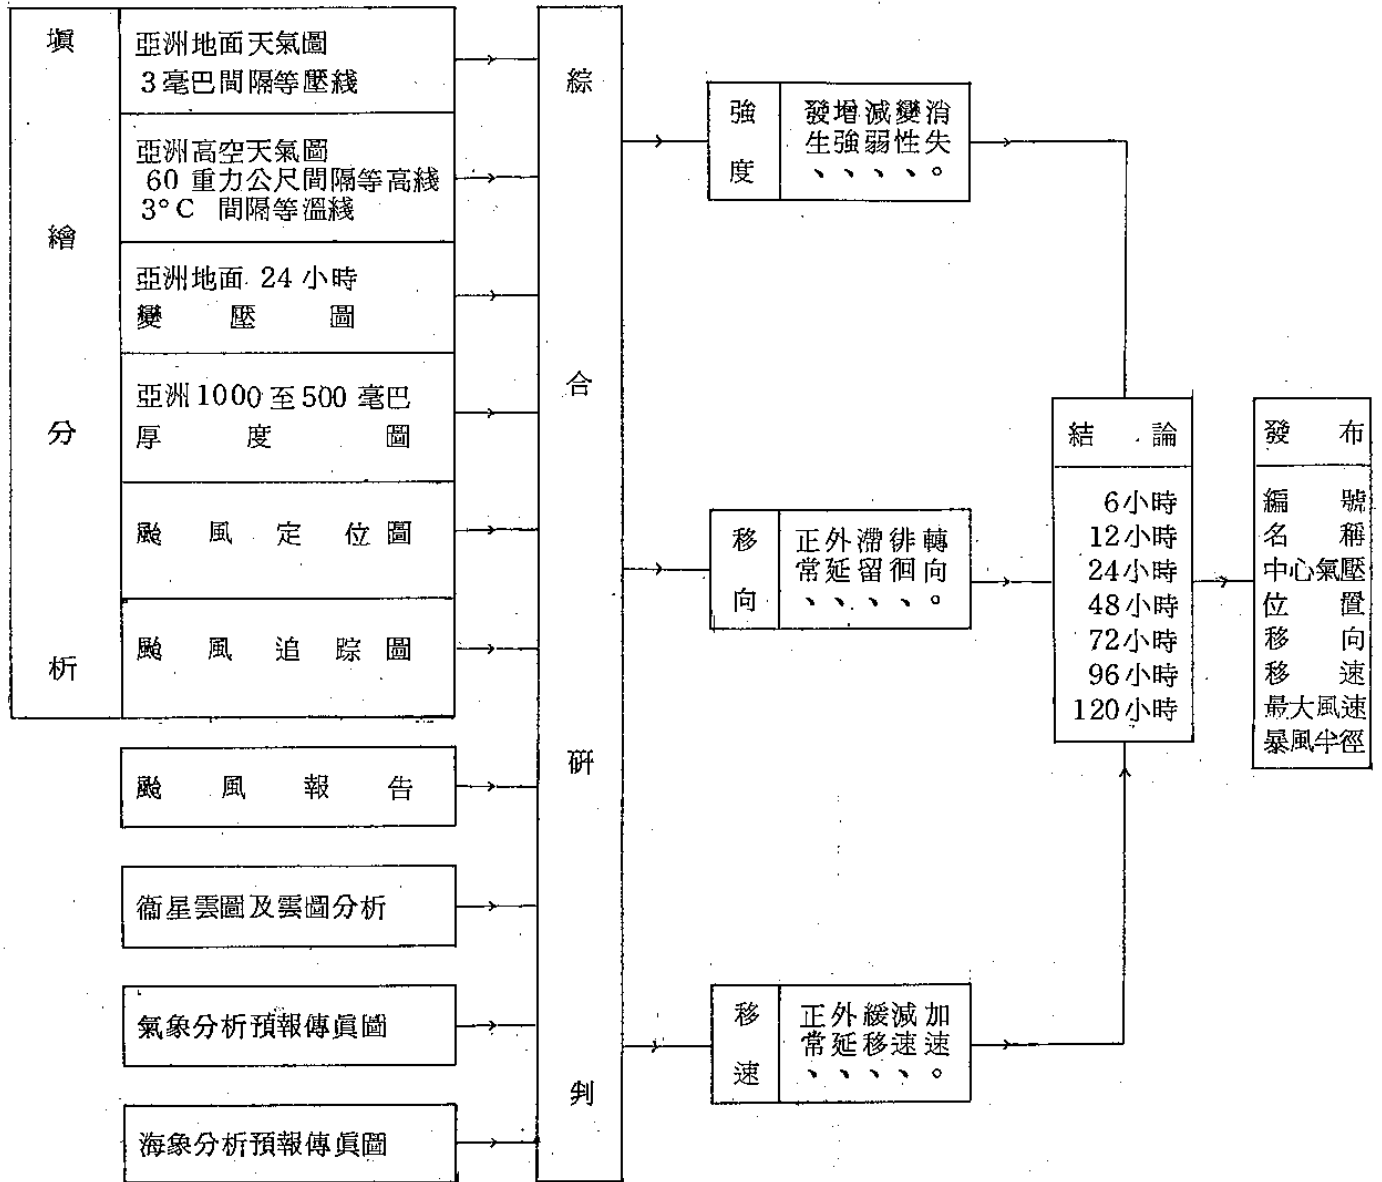 填繪分析
亞洲地面天氣圖
3毫巴間隔等壓綫
亞洲高空天氣圖
60 重力公尺間隔等高綫
3°C 間隔等溫綫
亞洲地面 24 小時
變壓圖
亞洲 1000 至 500 毫巴
厚度圖
颱風定位圖
颱風追踪圖
颱風報告
衞星雲圖及雲圖分析
氣象分析預報傳眞圖
海象分析預報傳眞圖
綜合硏判
強度
發生、
增強、
減弱、
變性、
消失。
移向
正常、
外延、
滯留、
徘徊、
轉向。
移速
正常、
外延、
緩移、
減速、
加速。
結論
6小時
12小時
24小時
48小時
72小時
96小時
120小時
發布
編號
名稱
中心氣壓
位置
移向
移速
最大風速
暴風半徑